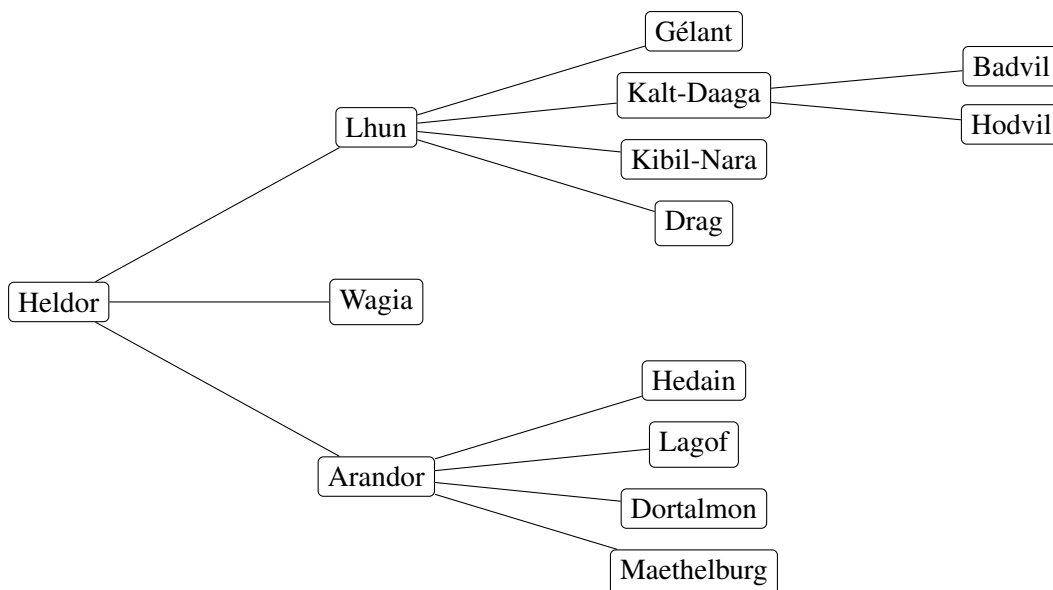 Gélant
Badvil
Kalt-Daaga
Hodvil
Lhun
Kibil-Nara
Drag
Heldor
Wagia
Hedain
Lagof
Arandor
Dortalmon
Maethelburg